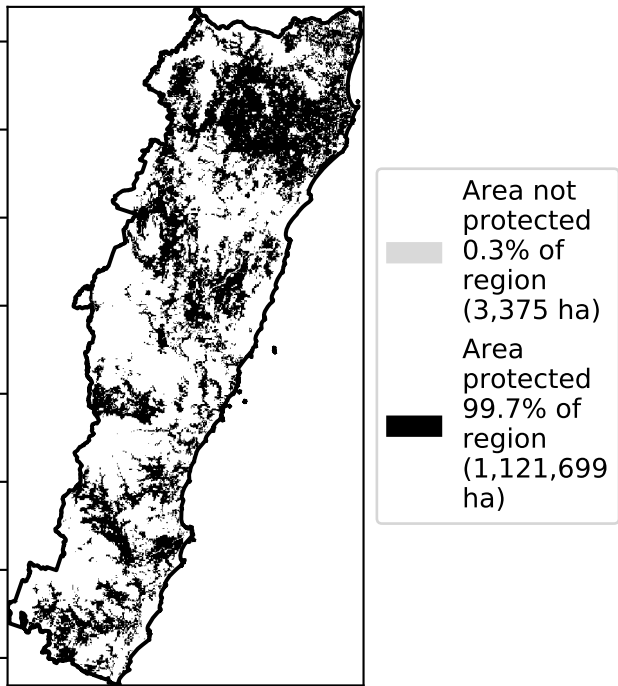 Area not
protected
0.3% of
region
(3,375 ha)
Area
protected
99.7% of
region
(1,121,699
ha)